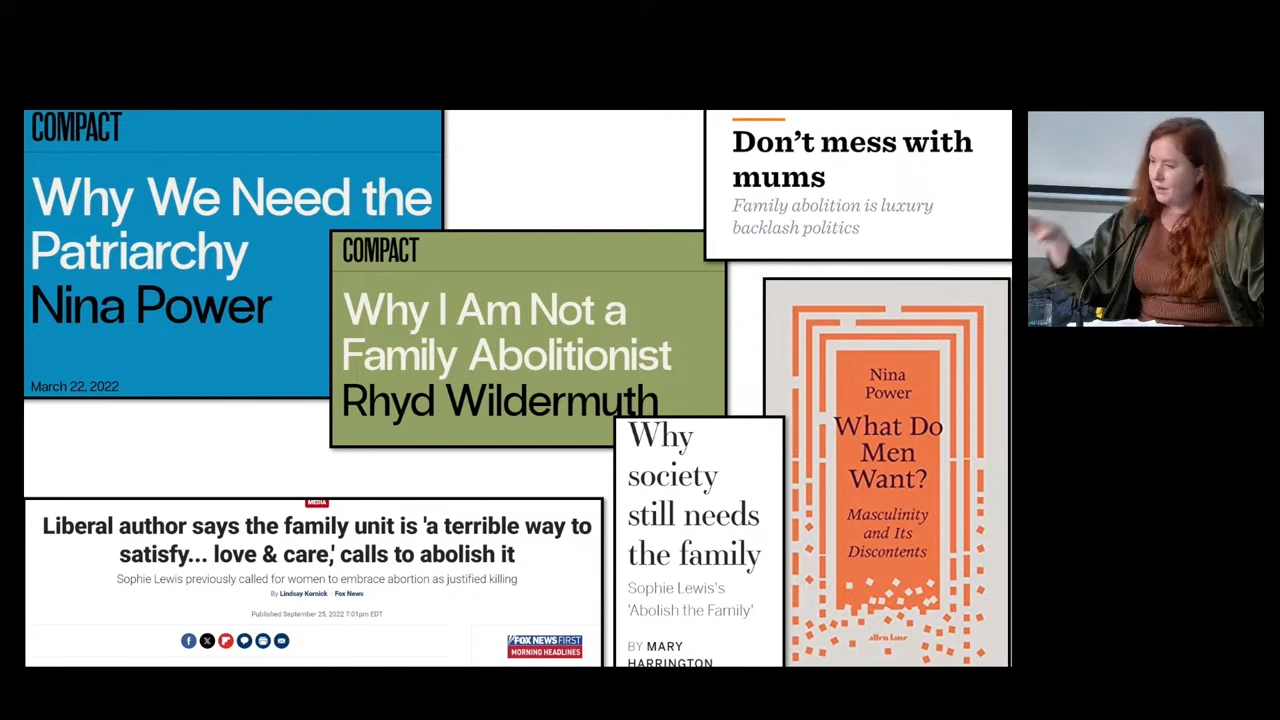 COMPACT
Why We Need the
Patriarchy
Nina Power
March 22, 2022
COMPACT
Why I Am Not a
Family Abolitionist
Rhyd Wildermuth
Don't mess with
mums
Family abolition is luxury
backlash politics
Nina
Power
What Do
Men
Want?
Masculinity
and Its
Discontents
allen lane
Why
society
still needs
the family
Sophie Lewis's
'Abolish the Family'
BY MARY
HARRINGTON
MEDIA
Liberal author says the family unit is 'a terrible way to
satisfy... love & care,' calls to abolish it
Sophie Lewis previously called for women to embrace abortion as justified killing
By Lindsay Kornick · Fox News
Published September 25, 2022 7:01pm EDT
FOX NEWS FIRST
MORNING HEADLINES